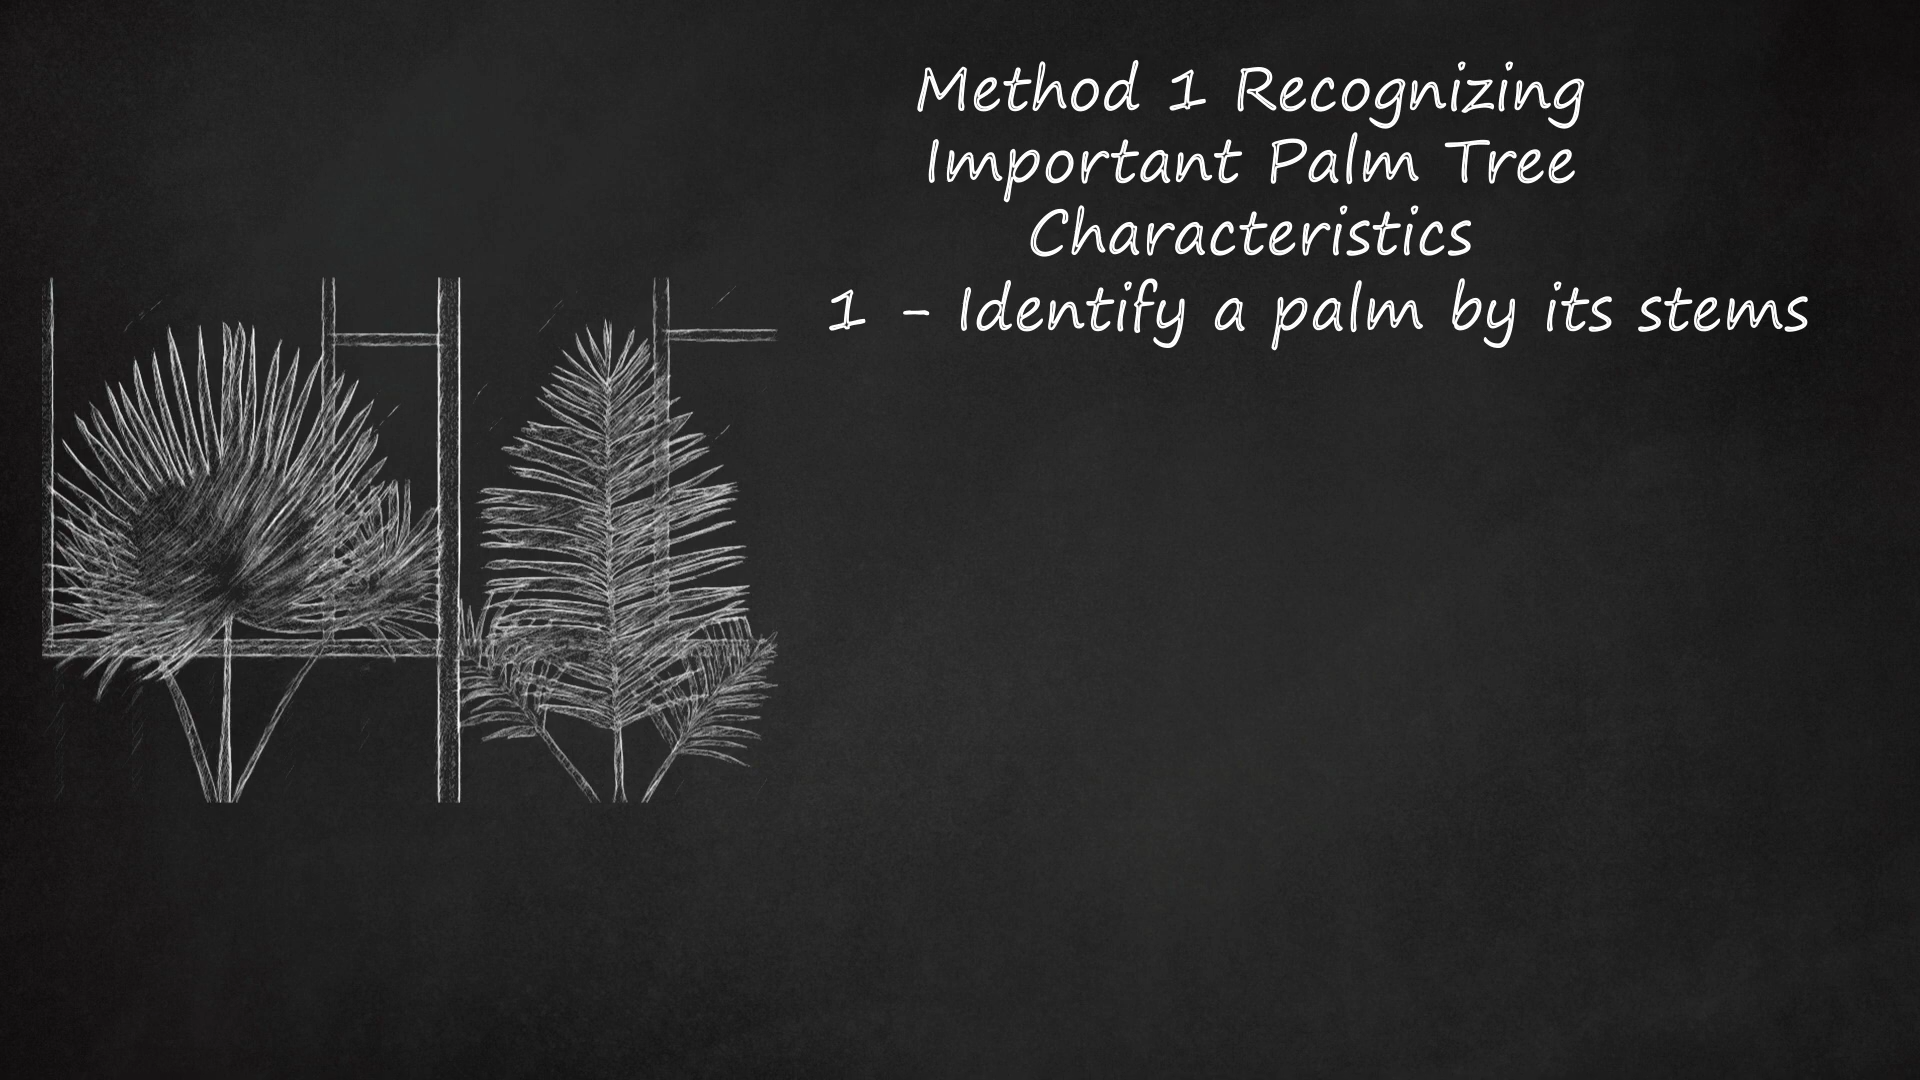 Method 1 Recognizing
Important Palm Tree
Characteristics
1 - Identify a palm by its stems